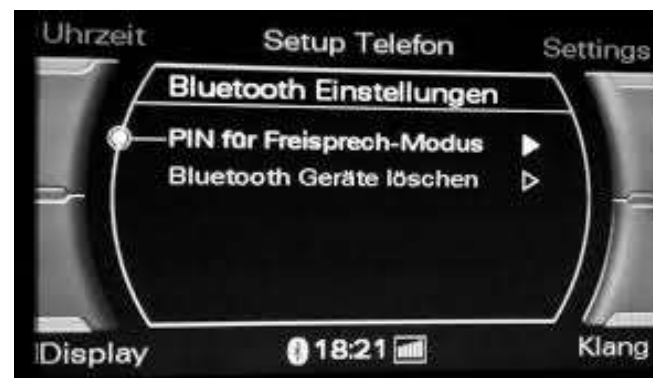 Uhrzeit
Setup Telefon
Settings
Bluetooth Einstellungen
PIN für Freisprech-Modus
Bluetooth Geräte löschen
Display
18:21
Klang